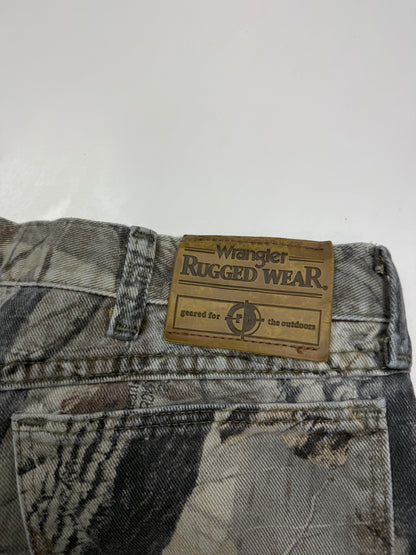 Wrangler
RUGGED WEAR®
geared for the outdoors